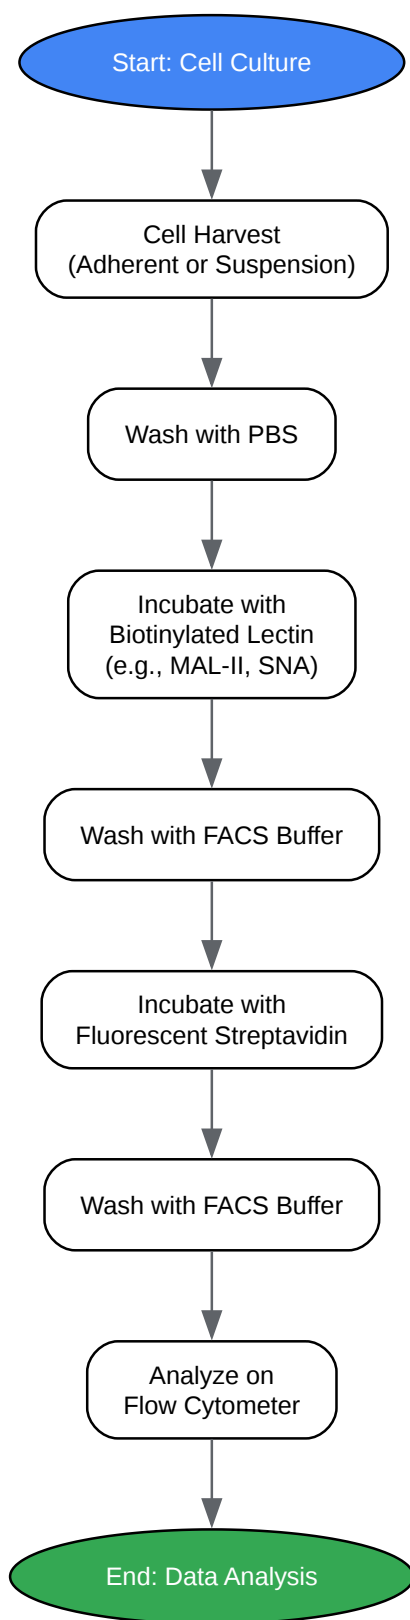 Start: Cell Culture
Cell Harvest
(Adherent or Suspension)
Wash with PBS
Incubate with
Biotinylated Lectin
(e.g., MAL-II, SNA)
Wash with FACS Buffer
Incubate with
Fluorescent Streptavidin
Wash with FACS Buffer
Analyze on
Flow Cytometer
End: Data Analysis